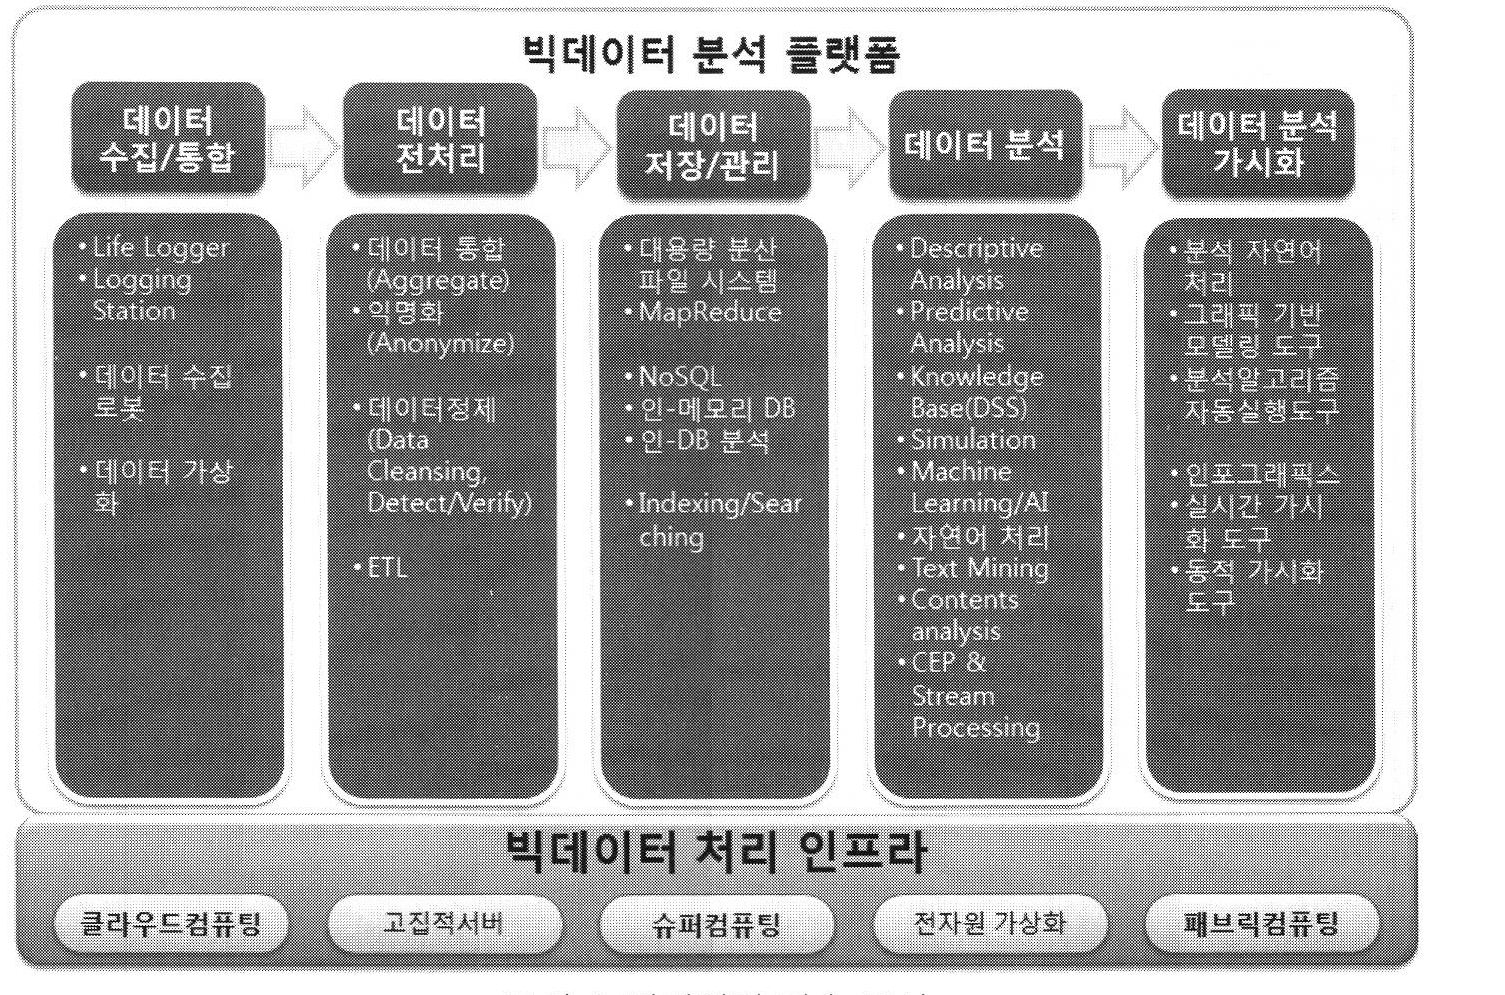 빅데이터 분석 플랫폼
데이터
수집/통합
데이터
전처리
데이터
저장/관리
데이터 분석
데이터 분석
가시화
• Life Logger
• Logging
Station
• 데이터 수집
로봇
• 데이터 가상
화
• 데이터 통합
(Aggregate)
• 익명화
(Anonymize)
• 데이터정제
(Data
Cleansing,
Detect/Verify)
• ETL
• 대용량 분산
파일 시스템
• MapReduce
• NoSQL
• 인-메모리 DB
• 인-DB 분석
• Indexing/Sear
ching
• Descriptive
Analysis
• Predictive
Analysis
• Knowledge
Base(DSS)
• Simulation
• Machine
Learning/AI
• 자연어 처리
• Text Mining
• Contents
analysis
• CEP &
Stream
Processing
• 분석 자연어
처리
• 그래픽 기반
모델링 도구
• 분석알고리즘
자동실행도구
• 인포그래픽스
• 실시간 가시
화 도구
• 동적 가시화
도구
빅데이터 처리 인프라
클라우드컴퓨팅
고집적서버
슈퍼컴퓨팅
전자원 가상화
패브릭컴퓨팅